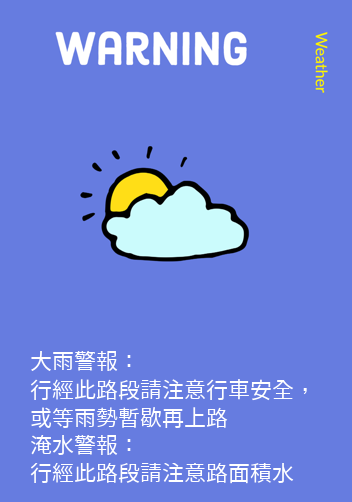 WARNING
Weather
大雨警報：
行經此路段請注意行車安全，
或等雨勢暫歇再上路
淹水警報：
行經此路段請注意路面積水